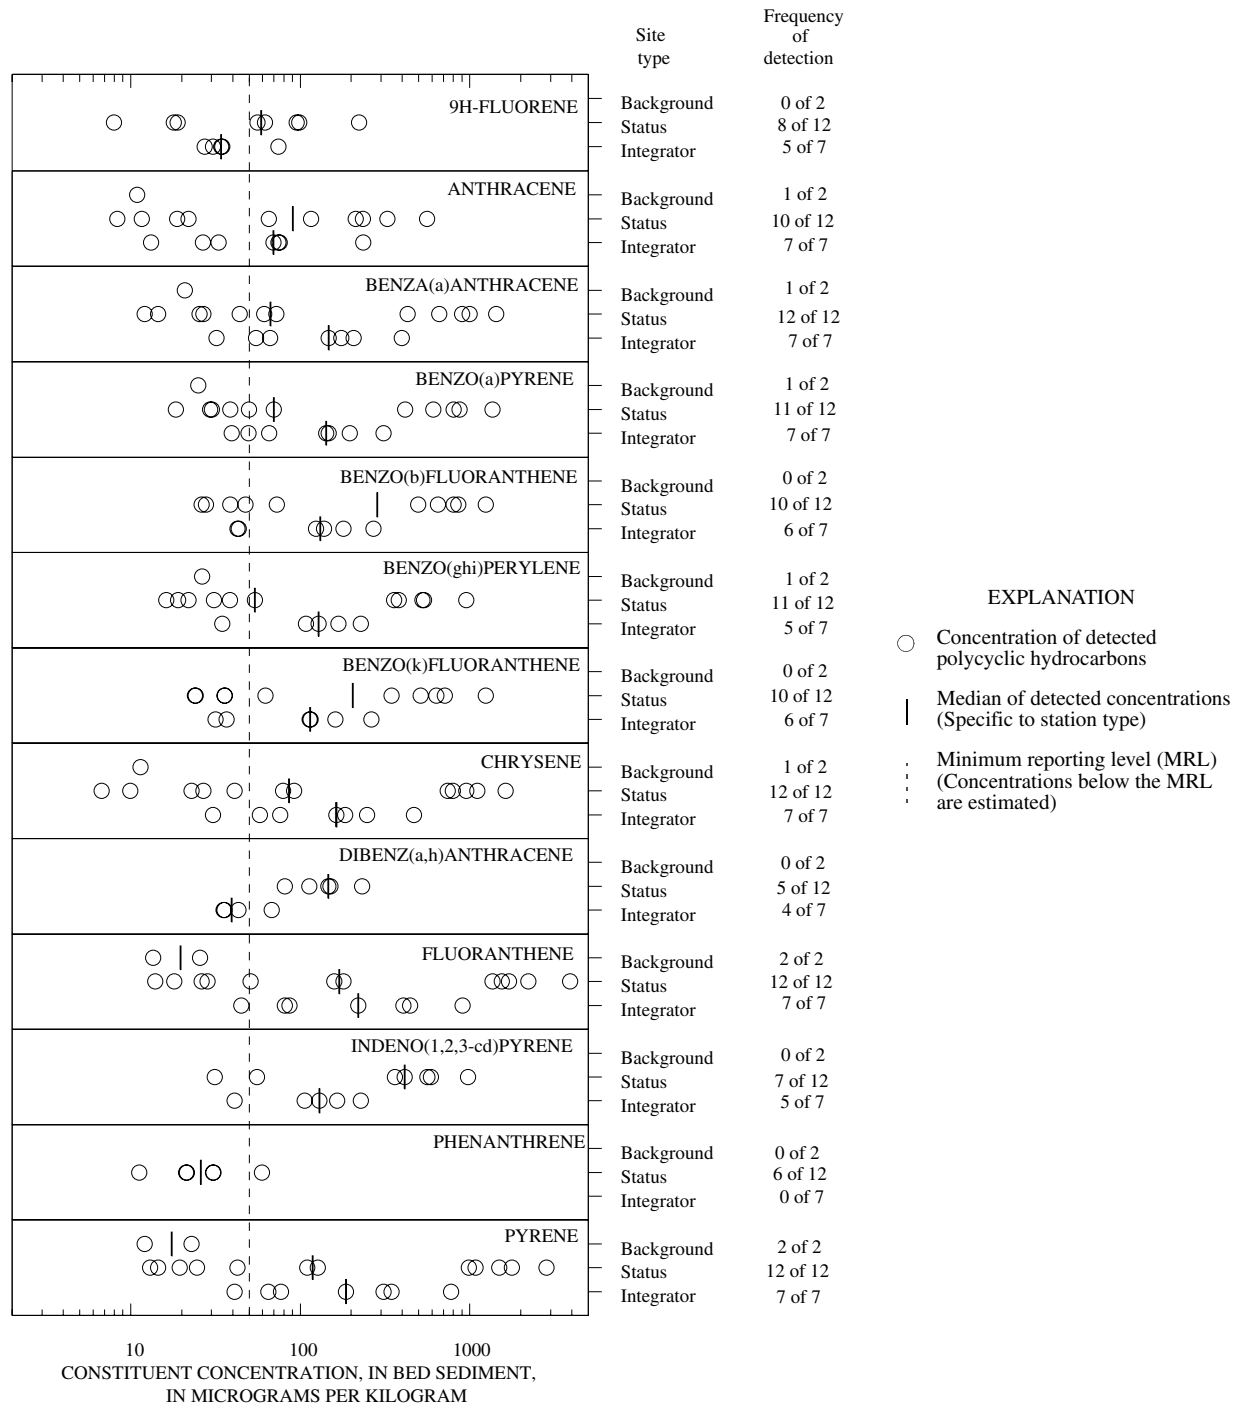 Site
type
Frequency
of
detection
9H-FLUORENE
Background 0 of 2
Status 8 of 12
Integrator 5 of 7
ANTHRACENE
Background 1 of 2
Status 10 of 12
Integrator 7 of 7
BENZA(a)ANTHRACENE
Background 1 of 2
Status 12 of 12
Integrator 7 of 7
BENZO(a)PYRENE
Background 1 of 2
Status 11 of 12
Integrator 7 of 7
BENZO(b)FLUORANTHENE
Background 0 of 2
Status 10 of 12
Integrator 6 of 7
BENZO(ghi)PERYLENE
Background 1 of 2
Status 11 of 12
Integrator 5 of 7
BENZO(k)FLUORANTHENE
Background 0 of 2
Status 10 of 12
Integrator 6 of 7
CHRYSENE
Background 1 of 2
Status 12 of 12
Integrator 7 of 7
DIBENZ(a,h)ANTHRACENE
Background 0 of 2
Status 5 of 12
Integrator 4 of 7
FLUORANTHENE
Background 2 of 2
Status 12 of 12
Integrator 7 of 7
INDENO(1,2,3-cd)PYRENE
Background 0 of 2
Status 7 of 12
Integrator 5 of 7
PHENANTHRENE
Background 0 of 2
Status 6 of 12
Integrator 0 of 7
PYRENE
Background 2 of 2
Status 12 of 12
Integrator 7 of 7
10 100 1000
CONSTITUENT CONCENTRATION, IN BED SEDIMENT,
IN MICROGRAMS PER KILOGRAM
EXPLANATION
Concentration of detected
polycyclic hydrocarbons
Median of detected concentrations
(Specific to station type)
Minimum reporting level (MRL)
(Concentrations below the MRL
are estimated)